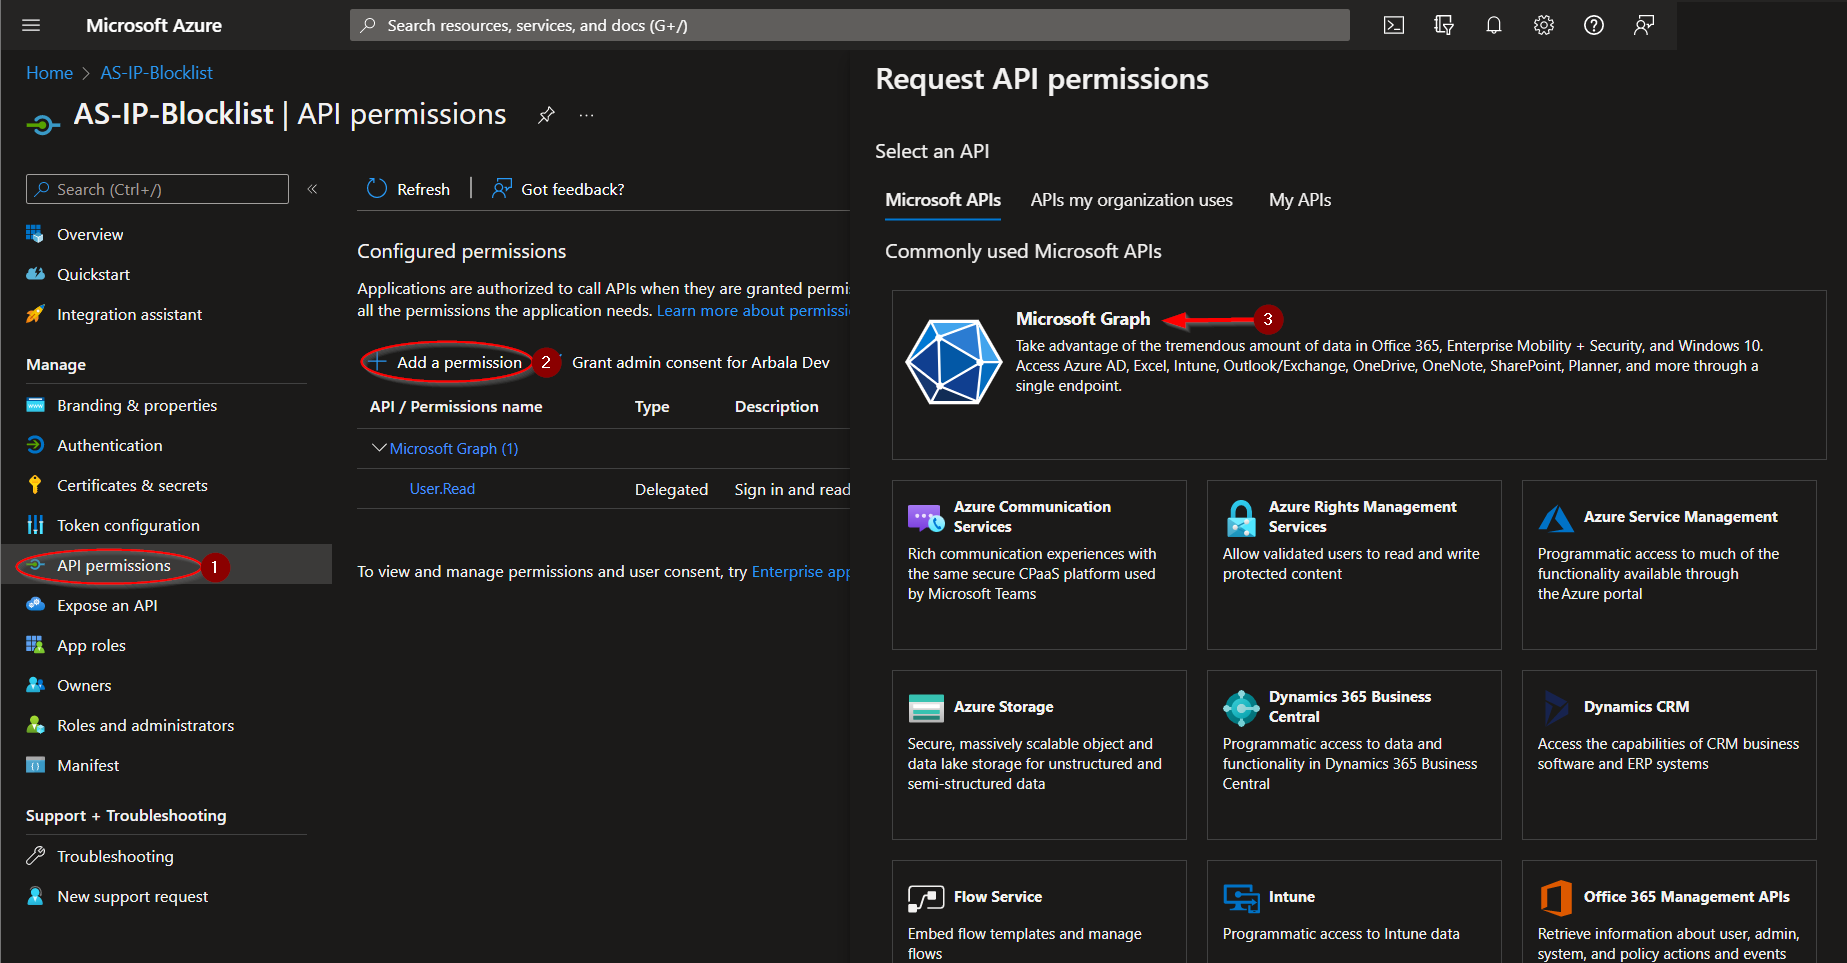 Microsoft Azure
Search resources, services, and docs (G+/)
Home > AS-IP-Blocklist
AS-IP-Blocklist | API permissions
...
Search (Ctrl+/)
«
Overview
Quickstart
Integration assistant
Manage
Branding & properties
Authentication
Certificates & secrets
Token configuration
API permissions 1
Expose an API
App roles
Owners
Roles and administrators
Manifest
Support + Troubleshooting
Troubleshooting
New support request
Refresh | Got feedback?
Configured permissions
Applications are authorized to call APIs when they are granted permi
all the permissions the application needs. Learn more about permissi
Add a permission 2 Grant admin consent for Arbala Dev
API / Permissions name Type Description
Microsoft Graph (1)
User.Read Delegated Sign in and read
To view and manage permissions and user consent, try Enterprise app
Request API permissions
Select an API
Microsoft APIs APIs my organization uses My APIs
Commonly used Microsoft APIs
Microsoft Graph 3
Take advantage of the tremendous amount of data in Office 365, Enterprise Mobility + Security, and Windows 10.
Access Azure AD, Excel, Intune, Outlook/Exchange, OneDrive, OneNote, SharePoint, Planner, and more through a
single endpoint.
Azure Communication
Services
Rich communication experiences with
the same secure CPaaS platform used
by Microsoft Teams
Azure Rights Management
Services
Allow validated users to read and write
protected content
Azure Service Management
Programmatic access to much of the
functionality available through
the Azure portal
Azure Storage
Secure, massively scalable object and
data lake storage for unstructured and
semi-structured data
Dynamics 365 Business
Central
Programmatic access to data and
functionality in Dynamics 365 Business
Central
Dynamics CRM
Access the capabilities of CRM business
software and ERP systems
Flow Service
Embed flow templates and manage
flows
Intune
Programmatic access to Intune data
Office 365 Management APIs
Retrieve information about user, admin,
system, and policy actions and events